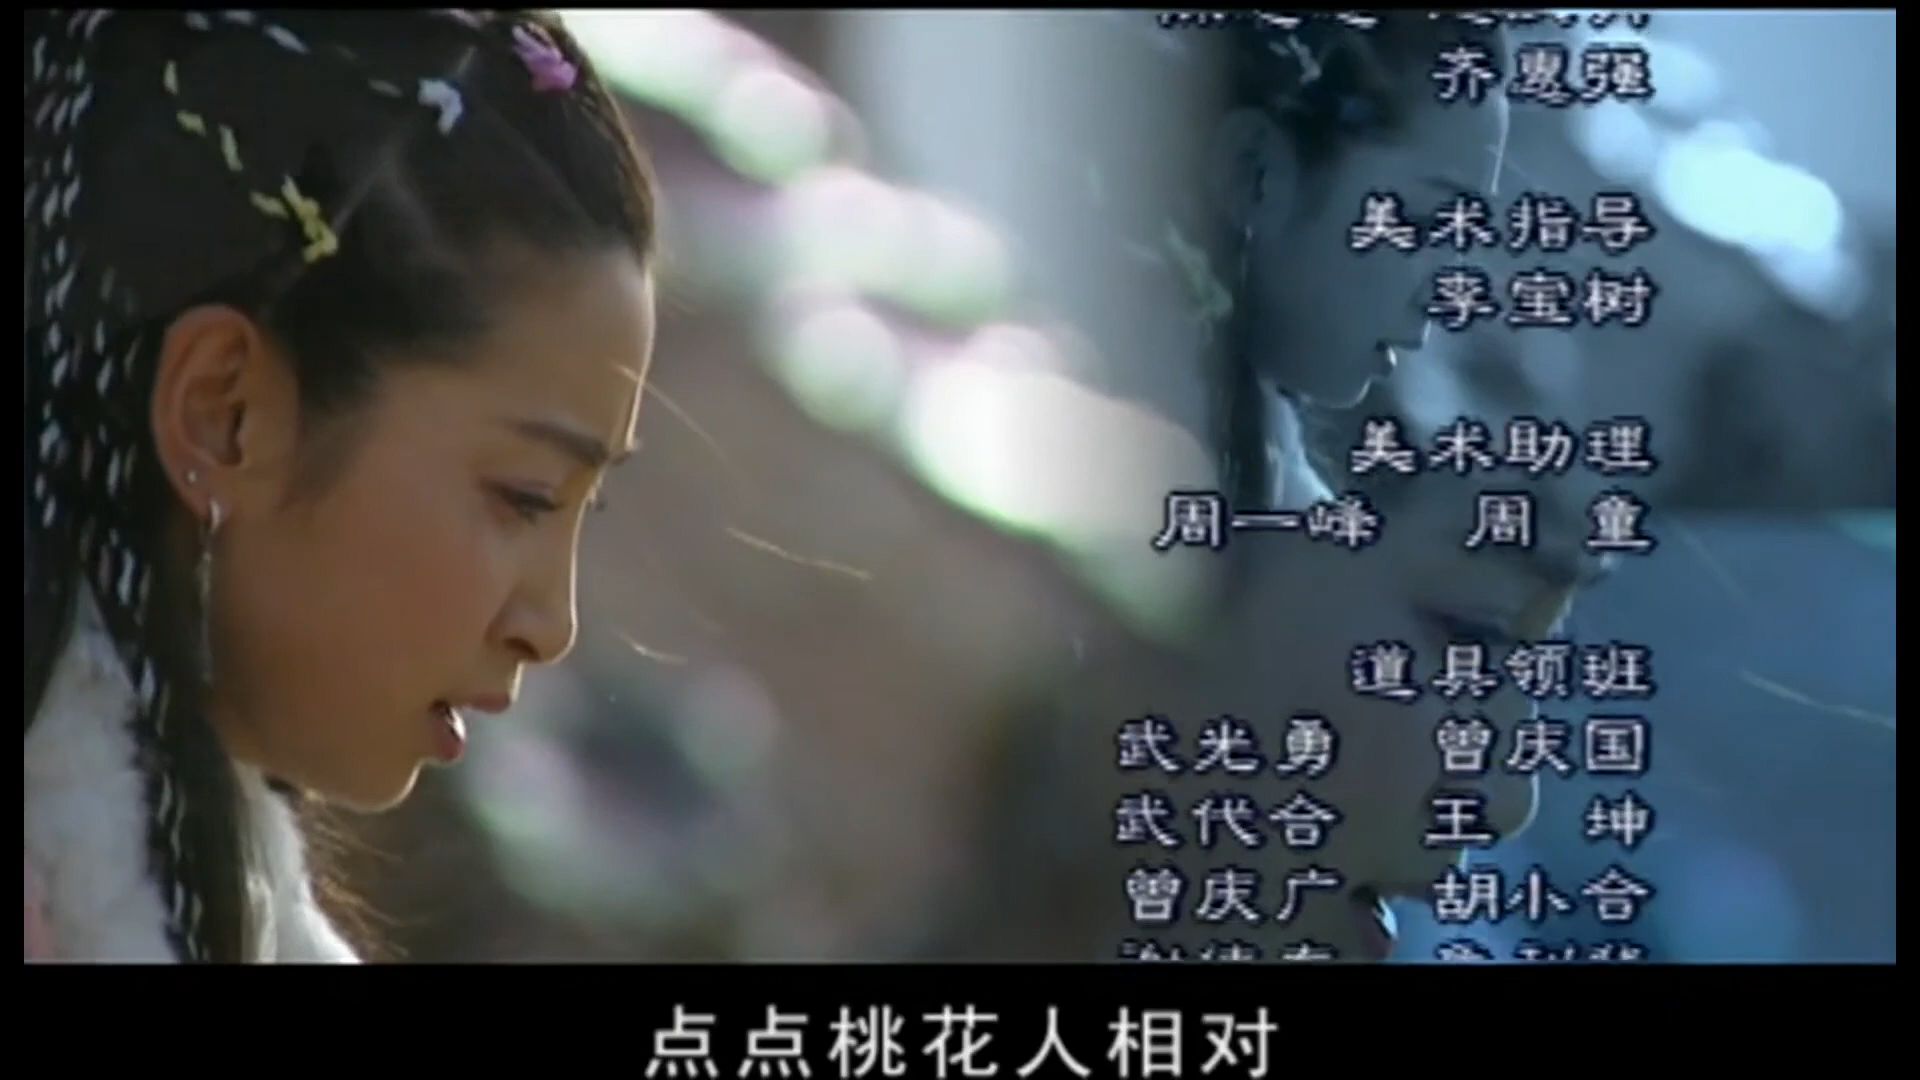 齐惠强
美术指导
李宝树
美术助理
周一峰 周 童
道具领班
武光勇 曾庆国
武代合 王 坤
曾庆广 胡小合
点点桃花人相对